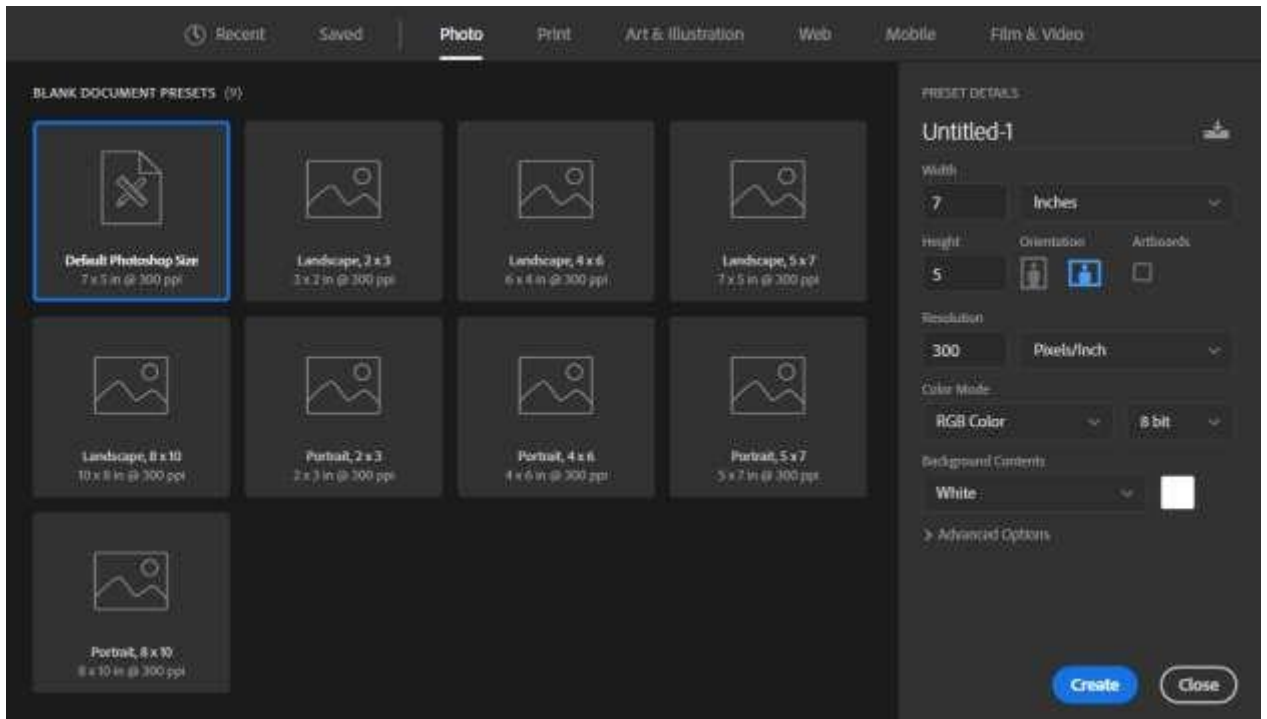 Recent Saved Photo Print Art & Illustration Web Mobile Film & Video
BLANK DOCUMENT PRESETS (9)
Default Photoshop Size
7 x 5 in @ 300 ppi
Landscape, 2 x 3
3 x 2 in @ 300 ppi
Landscape, 4 x 6
6 x 4 in @ 300 ppi
Landscape, 5 x 7
7 x 5 in @ 300 ppi
Landscape, 8 x 10
10 x 8 in @ 300 ppi
Portrait, 2 x 3
2 x 3 in @ 300 ppi
Portrait, 4 x 6
4 x 6 in @ 300 ppi
Portrait, 5 x 7
5 x 7 in @ 300 ppi
Portrait, 8 x 10
8 x 10 in @ 300 ppi
PRESET DETAILS
Untitled-1
Width
7 Inches
Height Orientation Artboards
5
Resolution
300 Pixels/Inch
Color Mode
RGB Color 8 bit
Background Contents
White
Advanced Options
Create Close